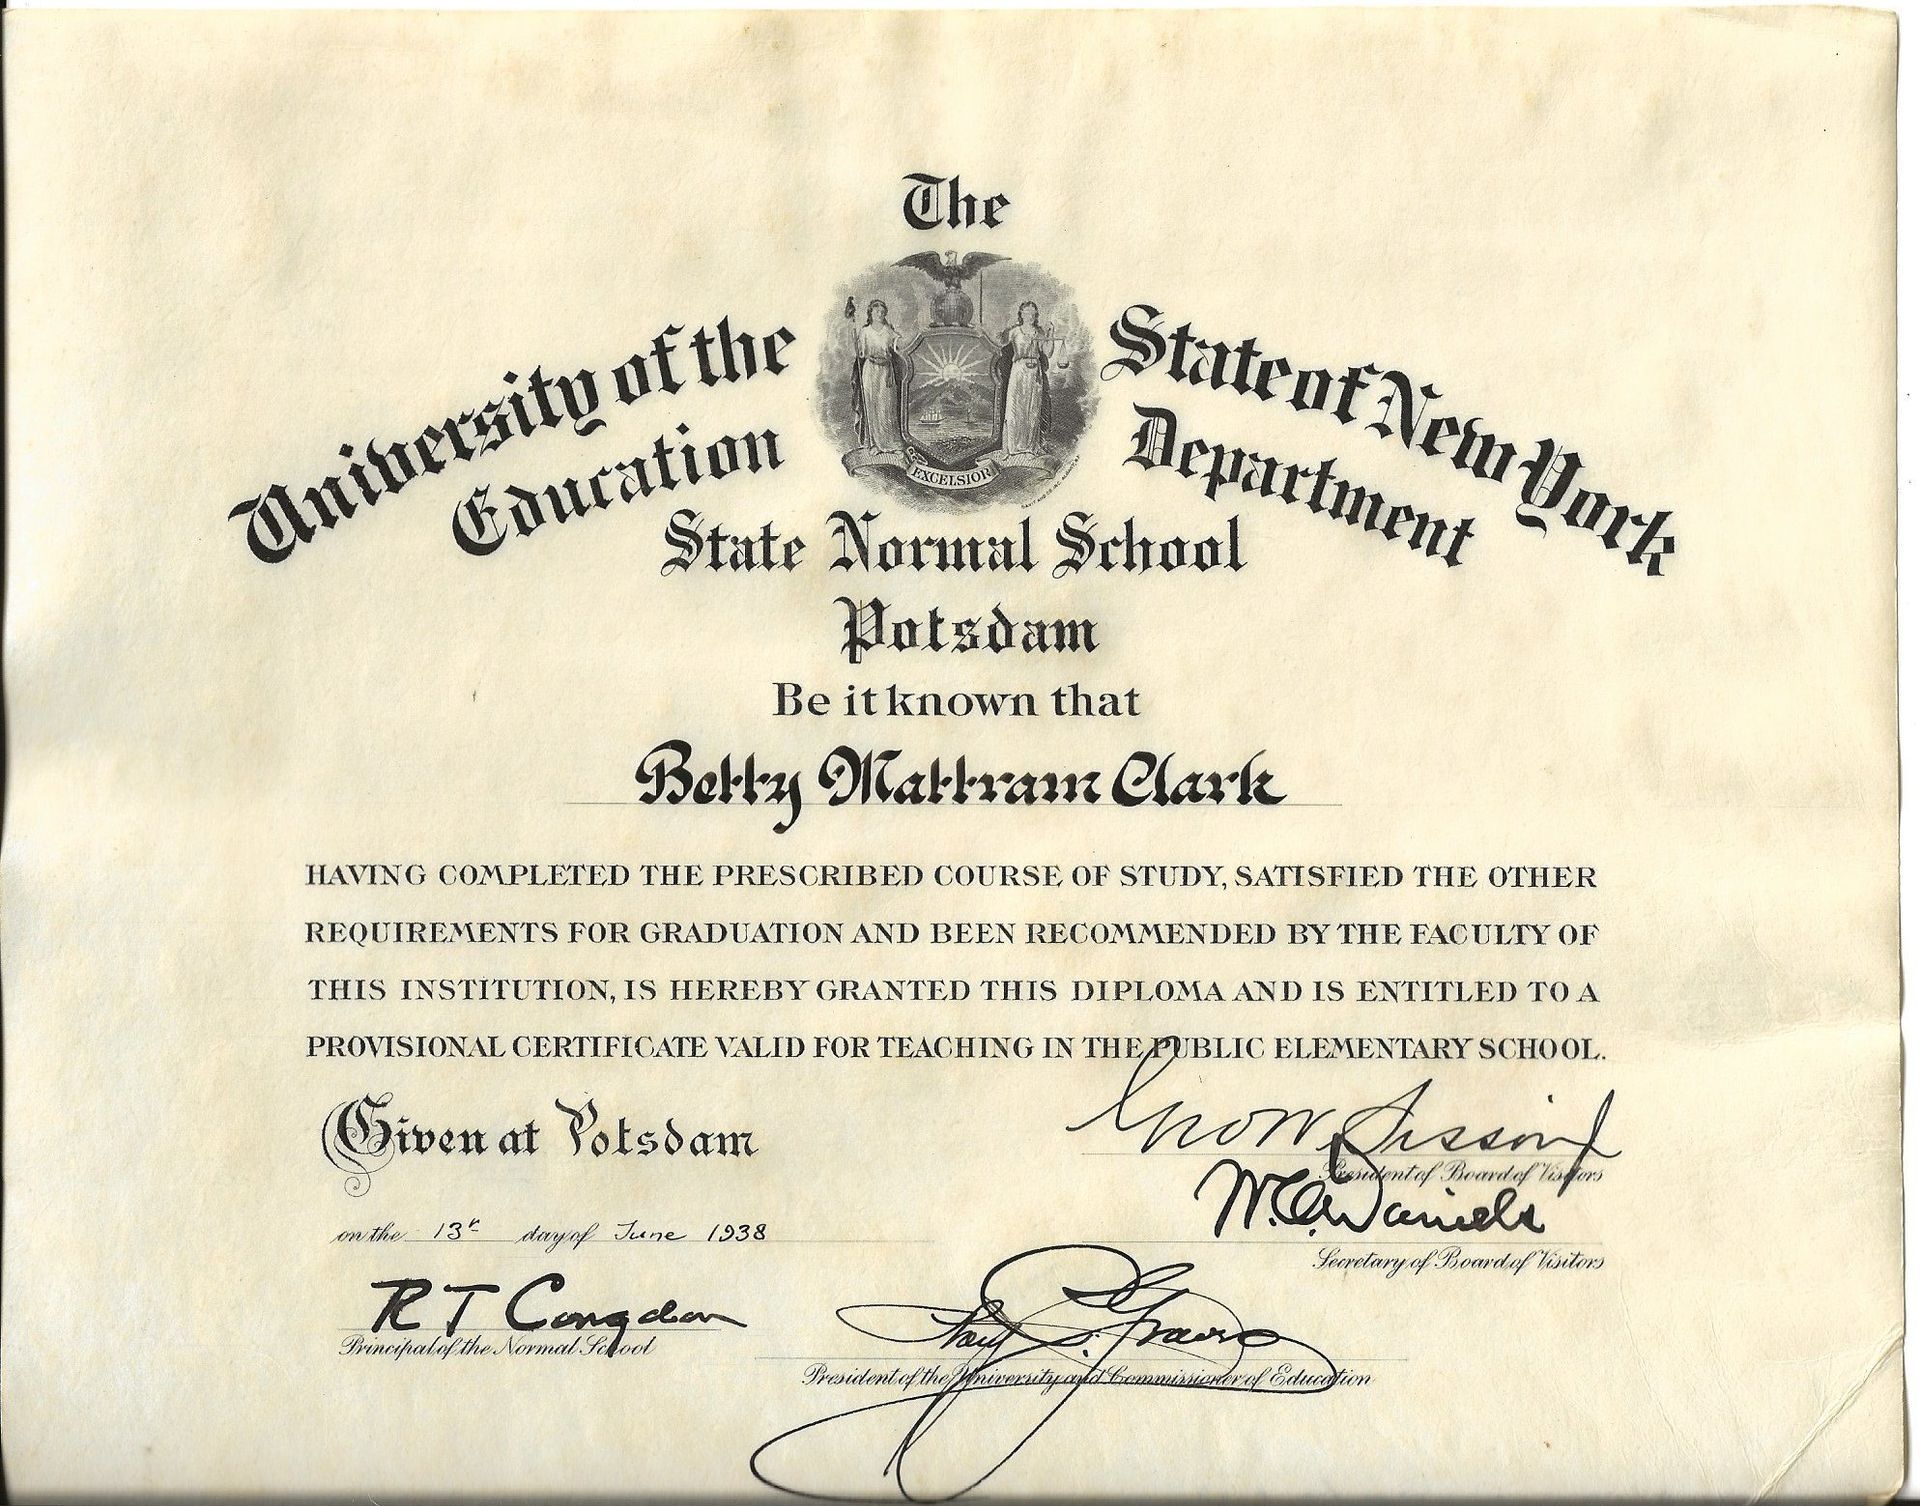 The
University of the State of New York
Education Department
EXCELSIOR
State Normal School
Potsdam
Be it known that
Betty Mattram Clark
HAVING COMPLETED THE PRESCRIBED COURSE OF STUDY, SATISFIED THE OTHER
REQUIREMENTS FOR GRADUATION AND BEEN RECOMMENDED BY THE FACULTY OF
THIS INSTITUTION, IS HEREBY GRANTED THIS DIPLOMA AND IS ENTITLED TO A
PROVISIONAL CERTIFICATE VALID FOR TEACHING IN THE PUBLIC ELEMENTARY SCHOOL.
Given at Potsdam
on the 13th day of June 1938
Geo W. Sisson Jr
President of Board of Visitors
W. C. Daniels
Secretary of Board of Visitors
R T Congdon
Principal of the Normal School
Graves
President of the University and Commissioner of Education